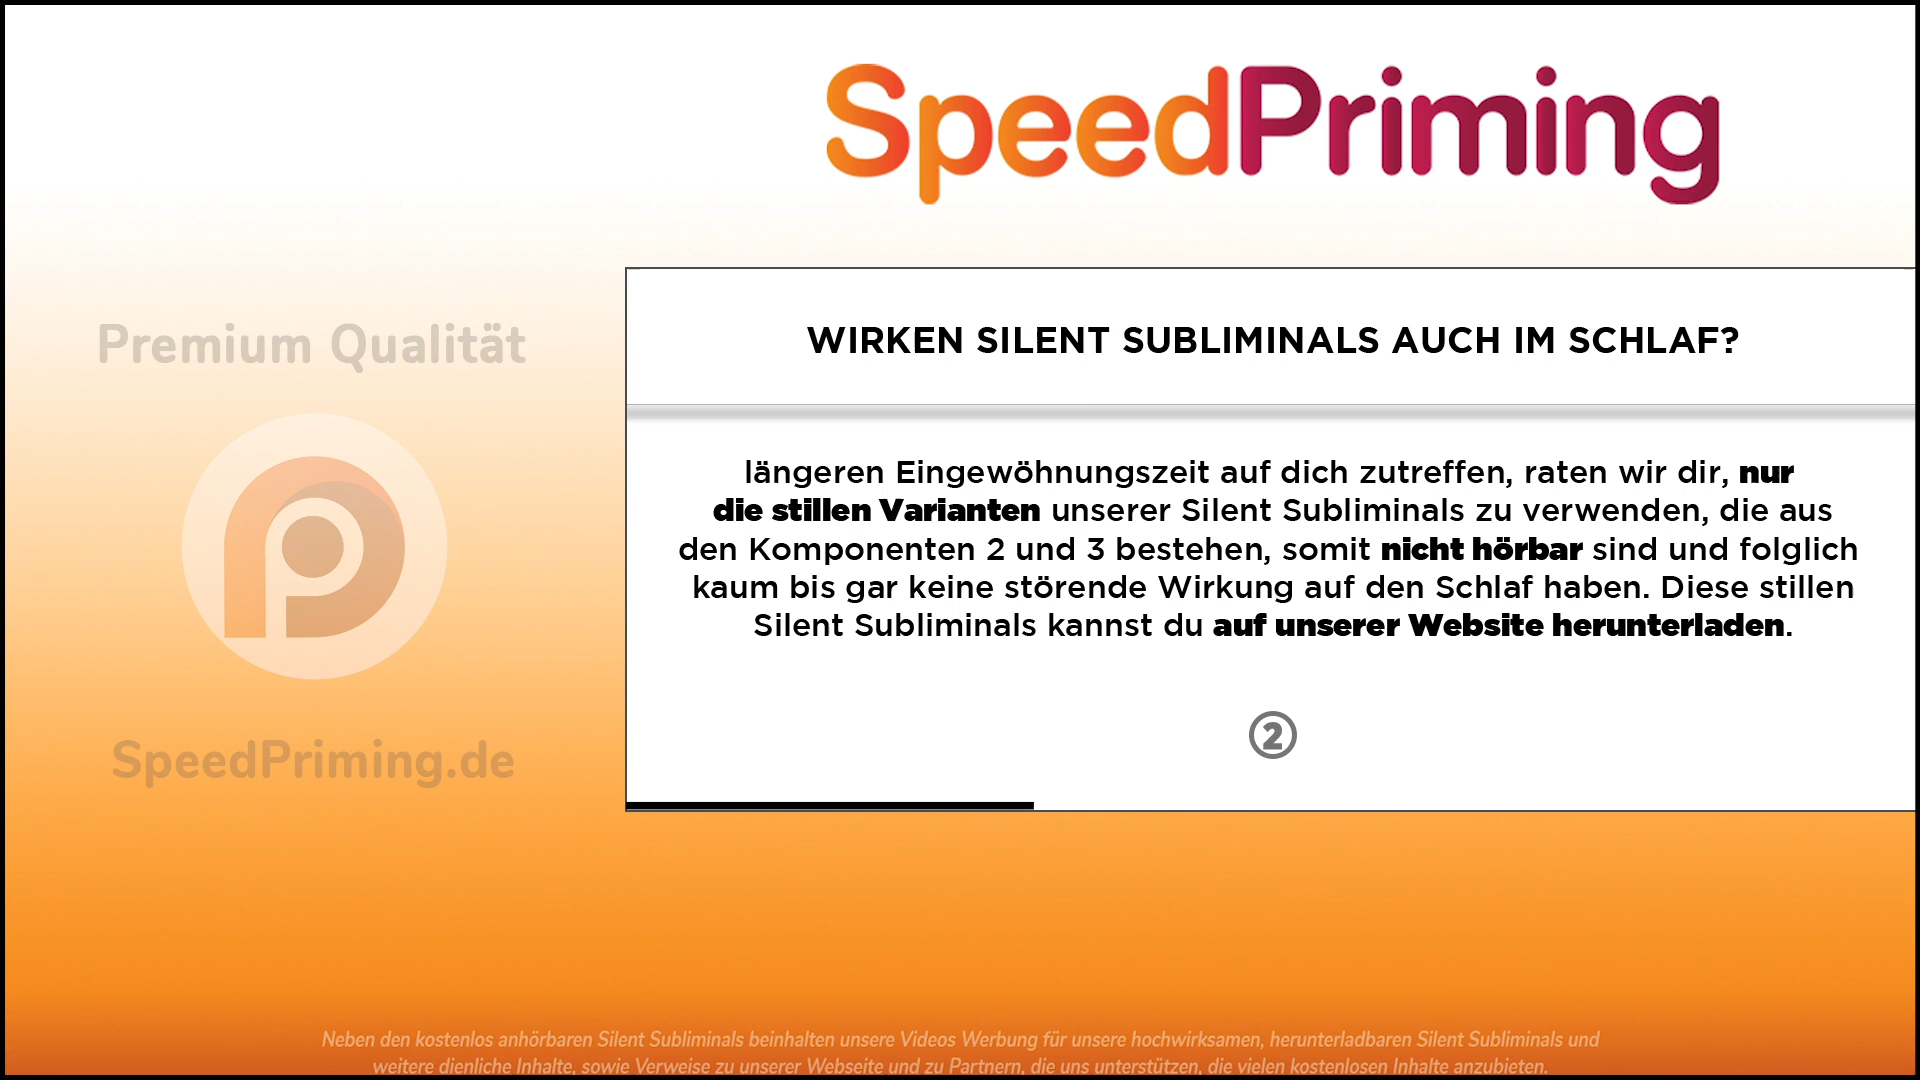 SpeedPriming
Premium Qualität
SpeedPriming.de
WIRKEN SILENT SUBLIMINALS AUCH IM SCHLAF?
längeren Eingewöhnungszeit auf dich zutreffen, raten wir dir, nur
die stillen Varianten unserer Silent Subliminals zu verwenden, die aus
den Komponenten 2 und 3 bestehen, somit nicht hörbar sind und folglich
kaum bis gar keine störende Wirkung auf den Schlaf haben. Diese stillen
Silent Subliminals kannst du auf unserer Website herunterladen.
2
Neben den kostenlos anhörbaren Silent Subliminals beinhalten unsere Videos Werbung für unsere hochwirksamen, herunterladbaren Silent Subliminals und
weitere dienliche Inhalte, sowie Verweise zu unserer Webseite und zu Partnern, die uns unterstützen, die vielen kostenlosen Inhalte anzubieten.